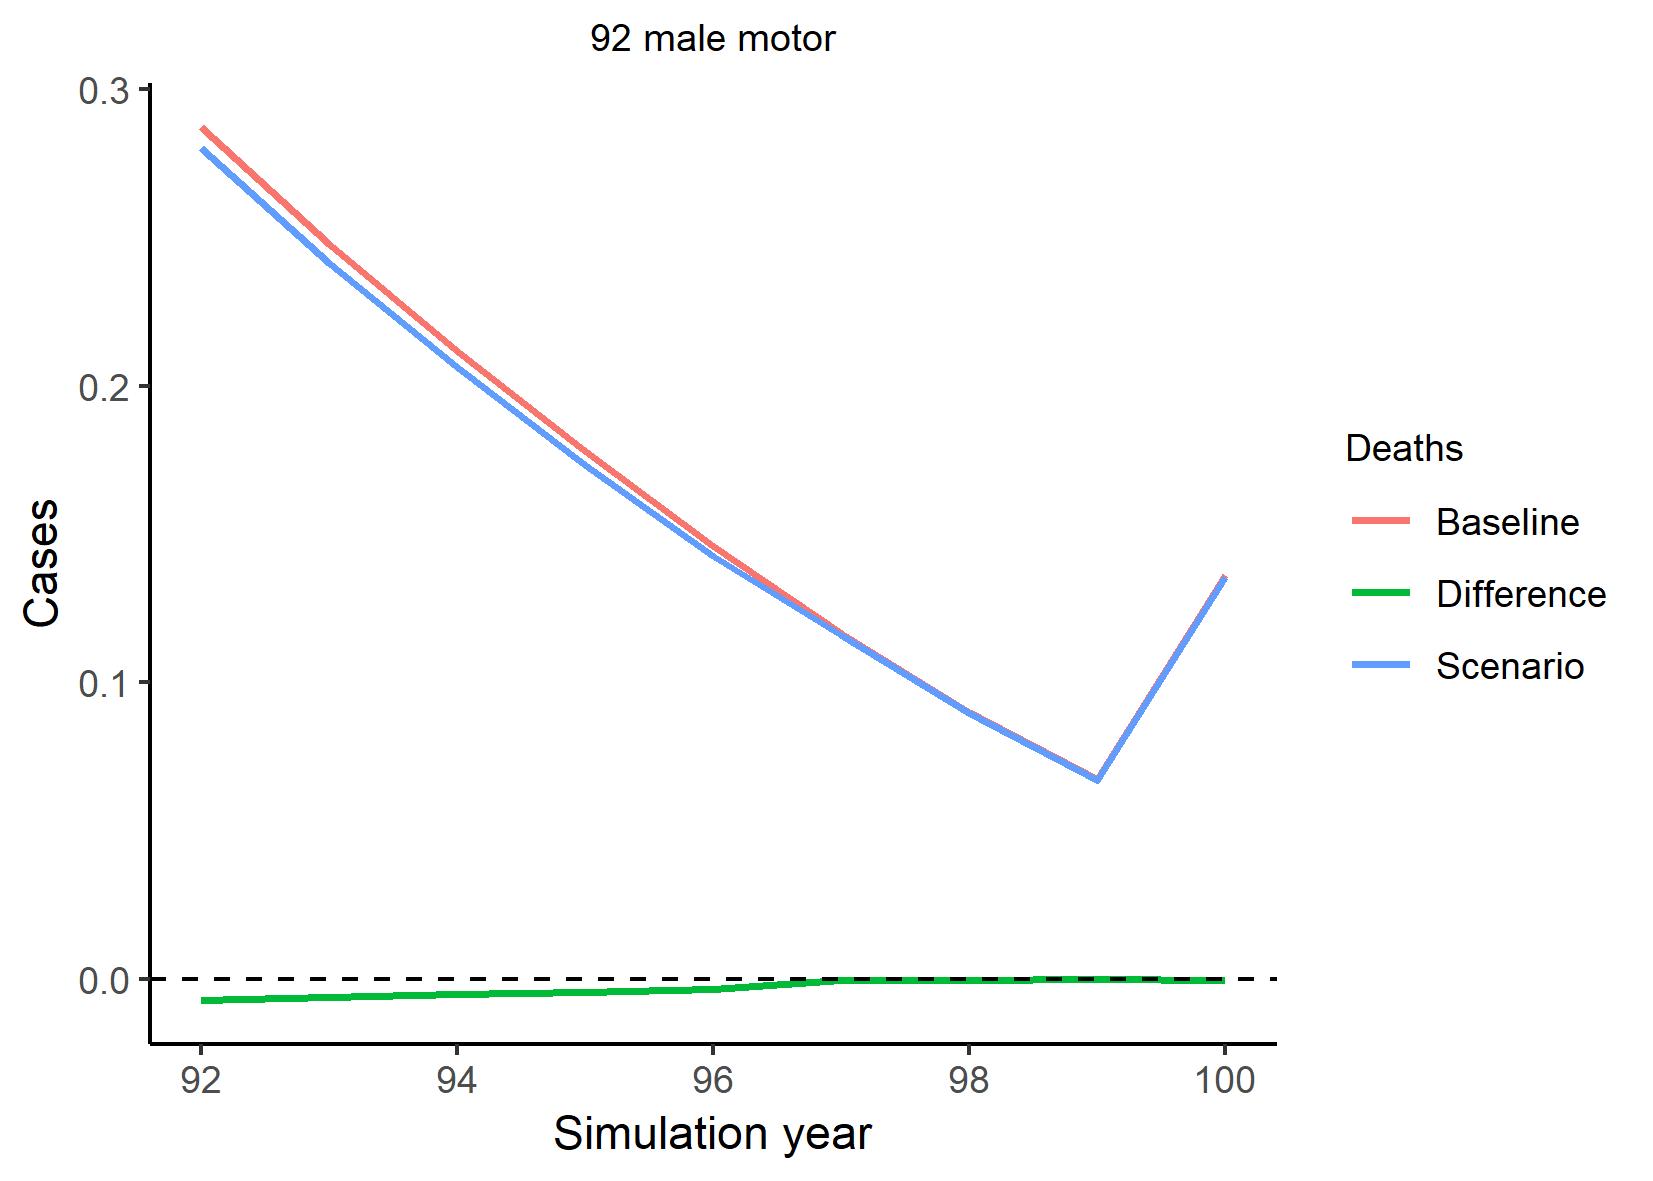 92 male motor
0.3
0.2
0.1
0.0
Cases
92 94 96 98 100
Simulation year
Deaths
Baseline
Difference
Scenario